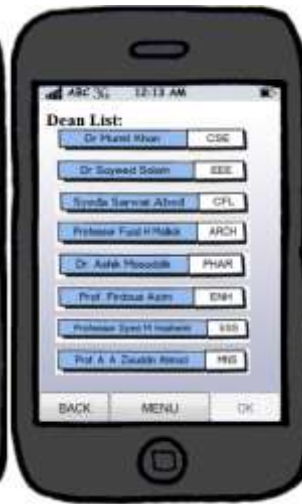 ABC 3G 12:13 AM
Dean List:
Dr Mumit Khan CSE
Dr Sayeed Salam EEE
Syeda Sarwat Abed CFL
Professor Fuad H Mallick ARCH
Dr. Ashik Mosaddik PHAR
Prof. Firdous Azim ENH
Professor Syed M Hashemi ESS
Prof. A A Ziauddin Ahmad MNS
BACK MENU OK